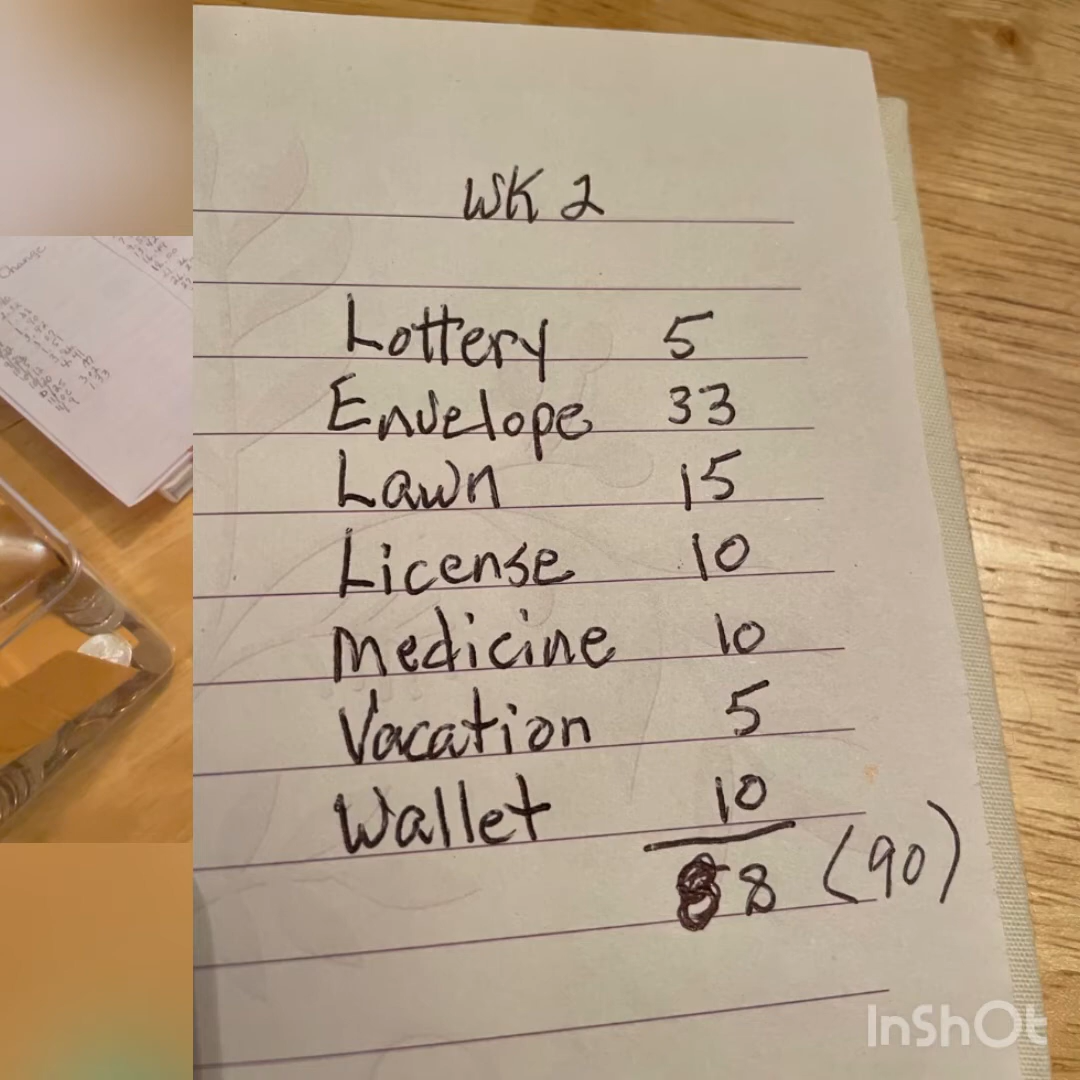 Change
WK 2
Lottery 5
Envelope 33
Lawn 15
License 10
Medicine 10
Vacation 5
Wallet 10
88 (90)
InShOt